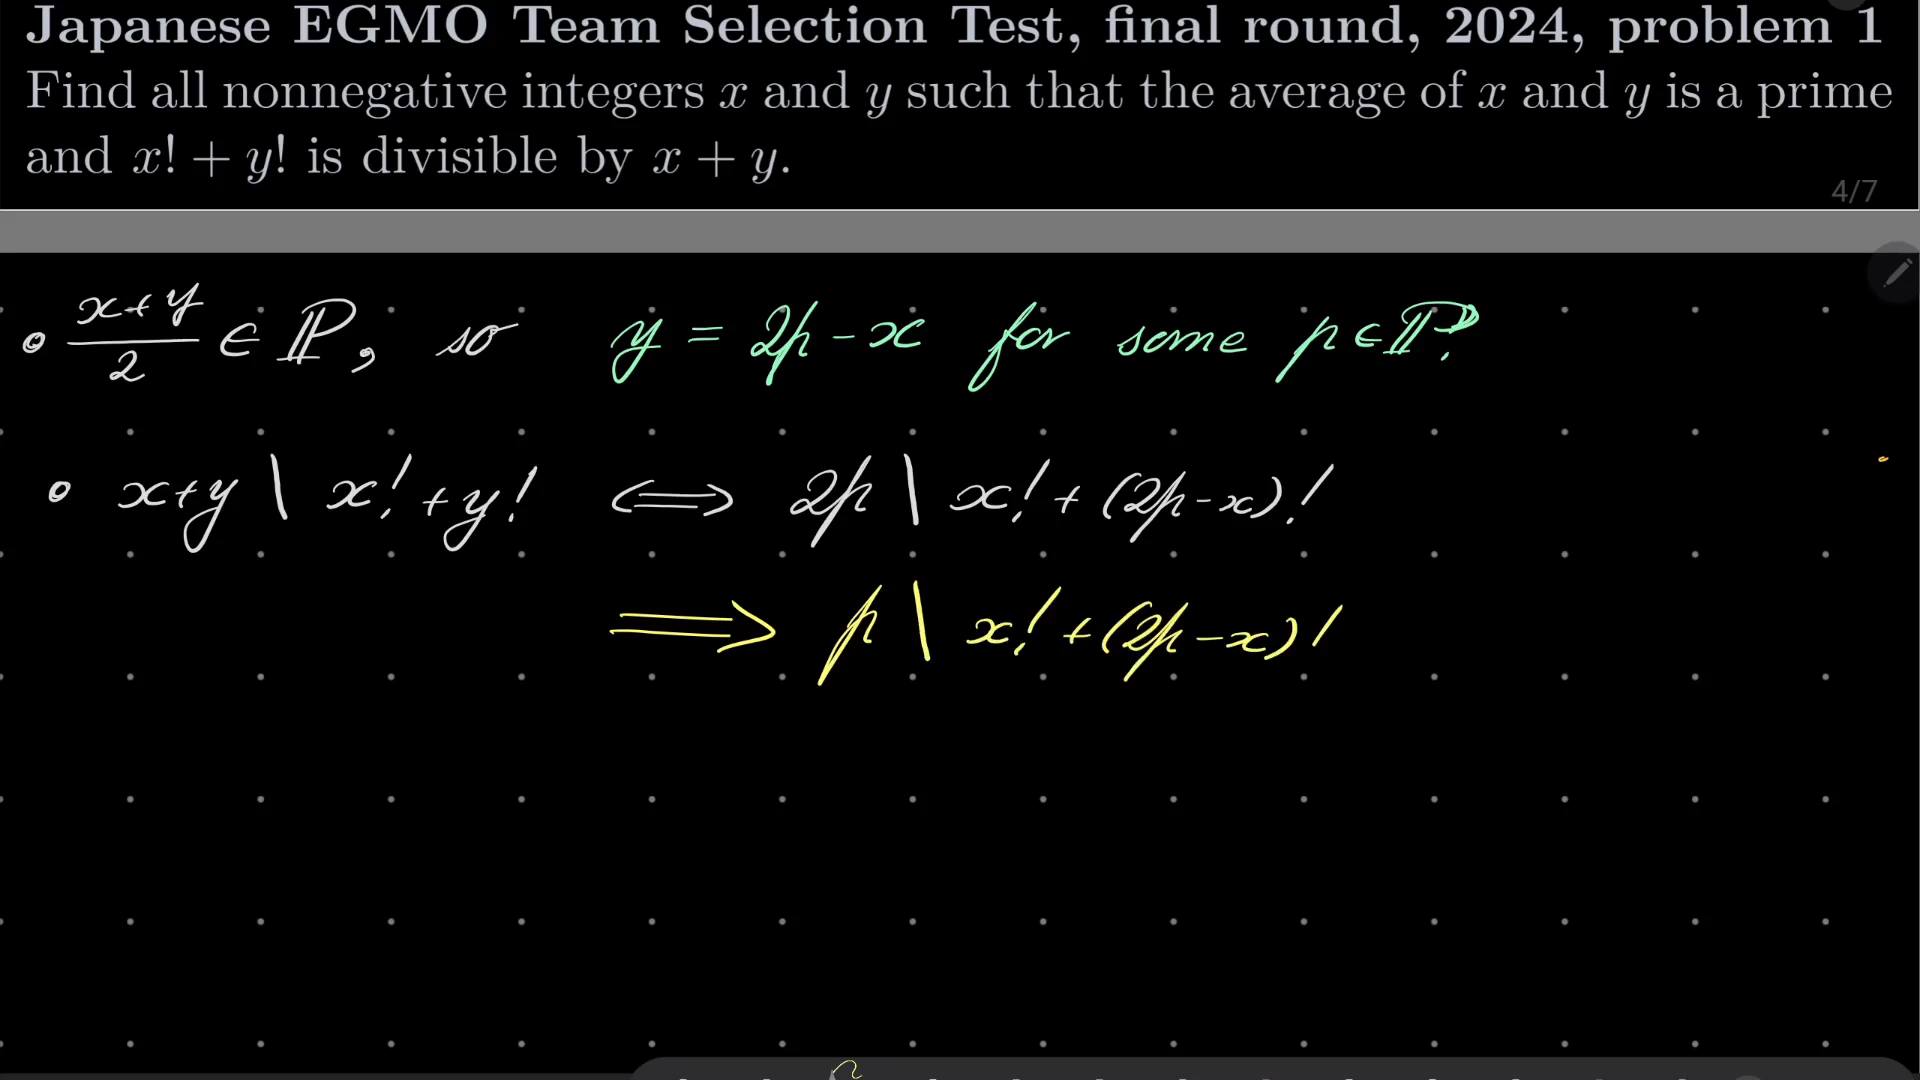 Japanese EGMO Team Selection Test, final round, 2024, problem 1
Find all nonnegative integers x and y such that the average of x and y is a prime
and x! + y! is divisible by x + y.
4/7
∘ (x+y)/2 ∈ ℙ, so y = 2p − x for some p ∈ ℙ.
∘ x+y \ x! + y! ⟺ 2p \ x! + (2p−x)!
⟹ p \ x! + (2p−x)!